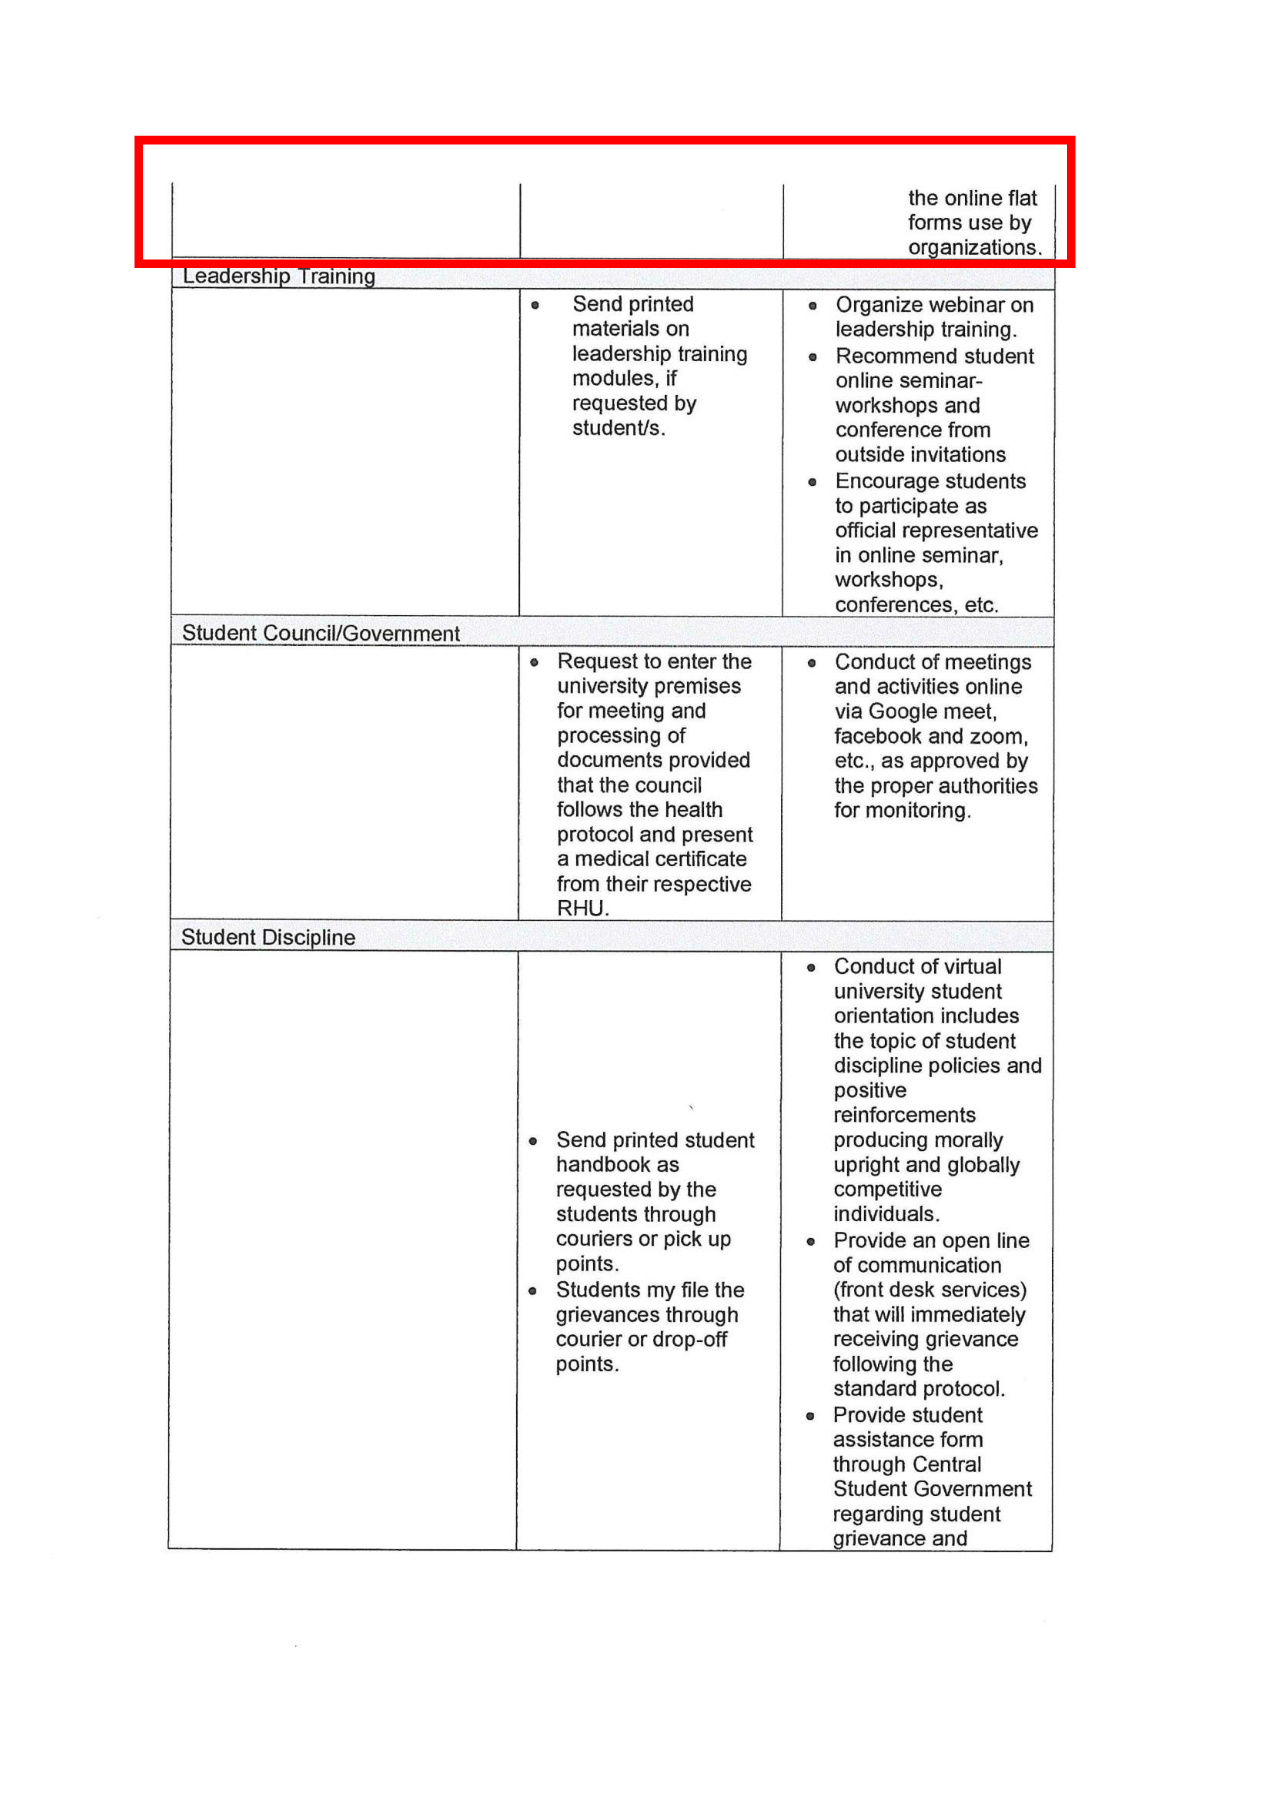 the online flat
forms use by
organizations.
Leadership Training
• Send printed
materials on
leadership training
modules, if
requested by
student/s.
• Organize webinar on
leadership training.
• Recommend student
online seminar-
workshops and
conference from
outside invitations
• Encourage students
to participate as
official representative
in online seminar,
workshops,
conferences, etc.
Student Council/Government
• Request to enter the
university premises
for meeting and
processing of
documents provided
that the council
follows the health
protocol and present
a medical certificate
from their respective
RHU.
• Conduct of meetings
and activities online
via Google meet,
facebook and zoom,
etc., as approved by
the proper authorities
for monitoring.
Student Discipline
• Send printed student
handbook as
requested by the
students through
couriers or pick up
points.
• Students my file the
grievances through
courier or drop-off
points.
• Conduct of virtual
university student
orientation includes
the topic of student
discipline policies and
positive
reinforcements
producing morally
upright and globally
competitive
individuals.
• Provide an open line
of communication
(front desk services)
that will immediately
receiving grievance
following the
standard protocol.
• Provide student
assistance form
through Central
Student Government
regarding student
grievance and